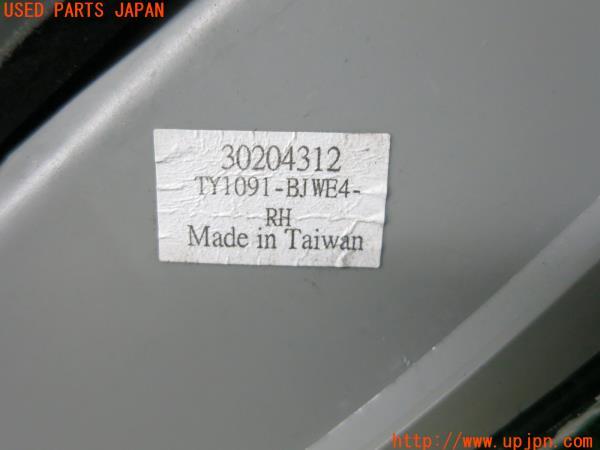 USED PARTS JAPAN
30204312
TY1091-BJWE4-
RH
Made in Taiwan
http://www.upjpn.com/